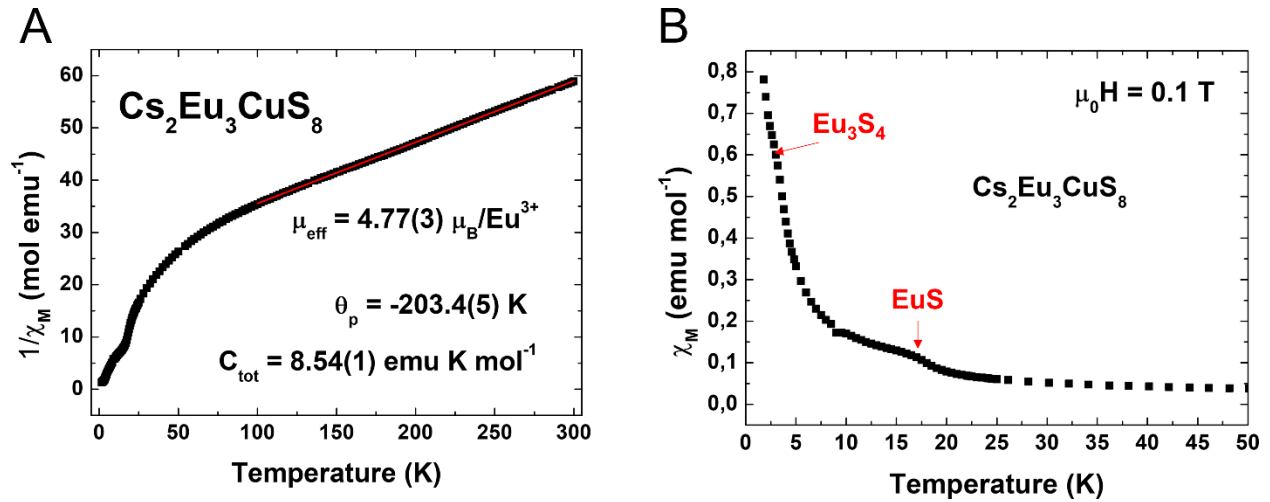 A
Cs₂Eu₃CuS₈
μeff = 4.77(3) μB/Eu³⁺
θp = -203.4(5) K
Ctot = 8.54(1) emu K mol⁻¹
1/χM (mol emu⁻¹)
60
50
40
30
20
10
0
0 50 100 150 200 250 300
Temperature (K)
B
μ₀H = 0.1 T
Eu₃S₄
Cs₂Eu₃CuS₈
EuS
χM (emu mol⁻¹)
0,8
0,7
0,6
0,5
0,4
0,3
0,2
0,1
0,0
0 5 10 15 20 25 30 35 40 45 50
Temperature (K)